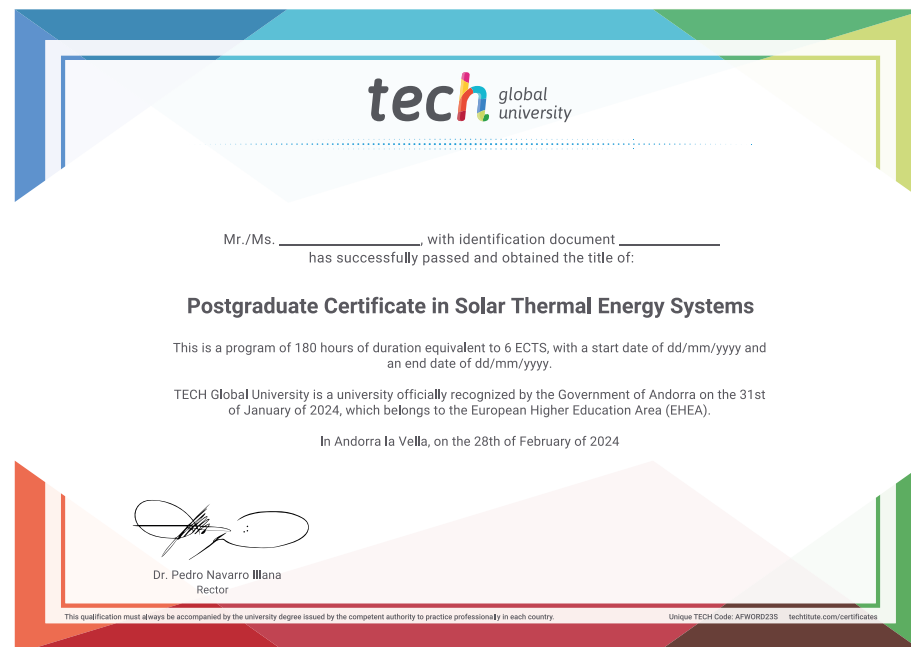 tech global university
Mr./Ms. ____________, with identification document ____________
has successfully passed and obtained the title of:
Postgraduate Certificate in Solar Thermal Energy Systems
This is a program of 180 hours of duration equivalent to 6 ECTS, with a start date of dd/mm/yyyy and
an end date of dd/mm/yyyy.
TECH Global University is a university officially recognized by the Government of Andorra on the 31st
of January of 2024, which belongs to the European Higher Education Area (EHEA).
In Andorra la Vella, on the 28th of February of 2024
Dr. Pedro Navarro Illana
Rector
This qualification must always be accompanied by the university degree issued by the competent authority to practice professionally in each country.
Unique TECH Code: AFWORD23S techtitute.com/certificates